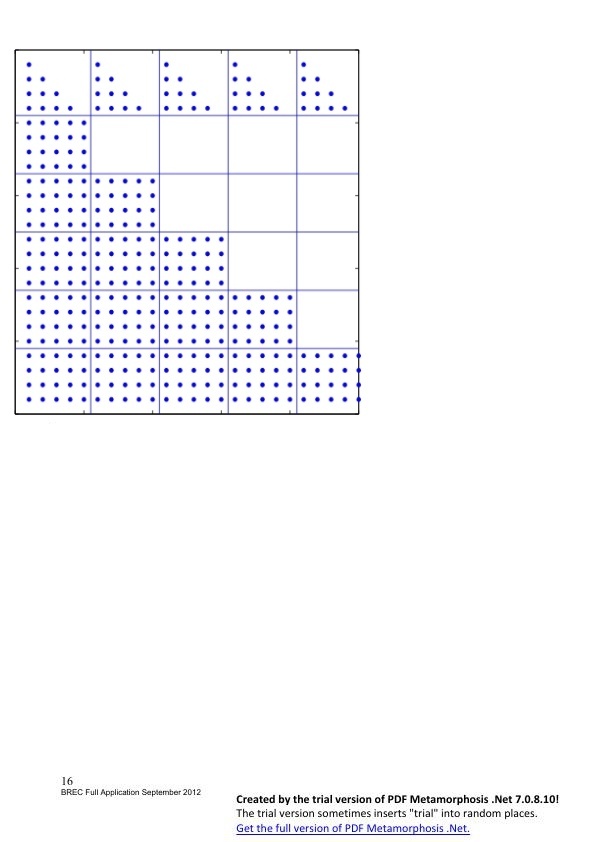 16
BREC Full Application September 2012
Created by the trial version of PDF Metamorphosis .Net 7.0.8.10!
The trial version sometimes inserts "trial" into random places.
Get the full version of PDF Metamorphosis .Net.